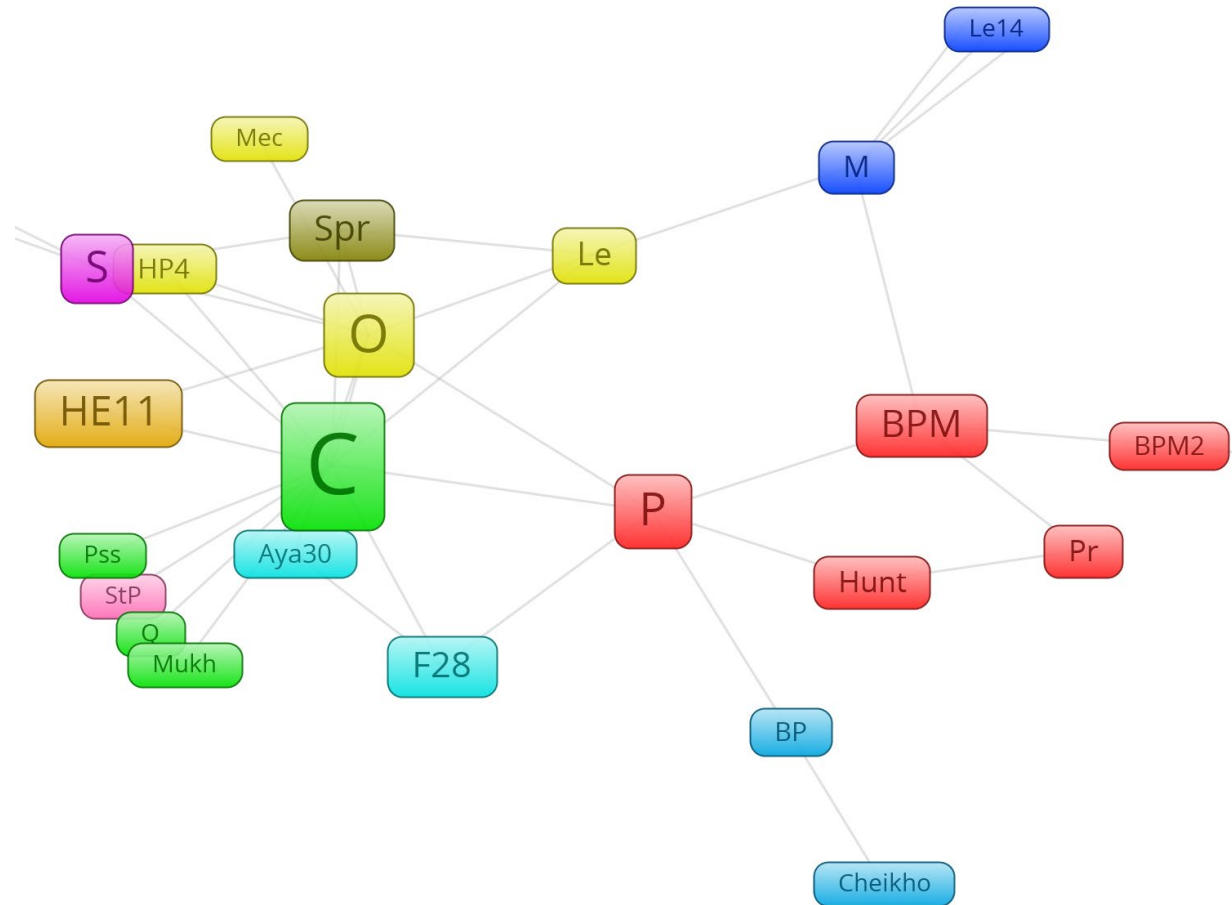 Le14
Mec
M
Spr
Le
S
HP4
O
HE11
BPM
BPM2
C
P
Pss
Aya30
Pr
Hunt
StP
Q
Mukh
F28
BP
Cheikho